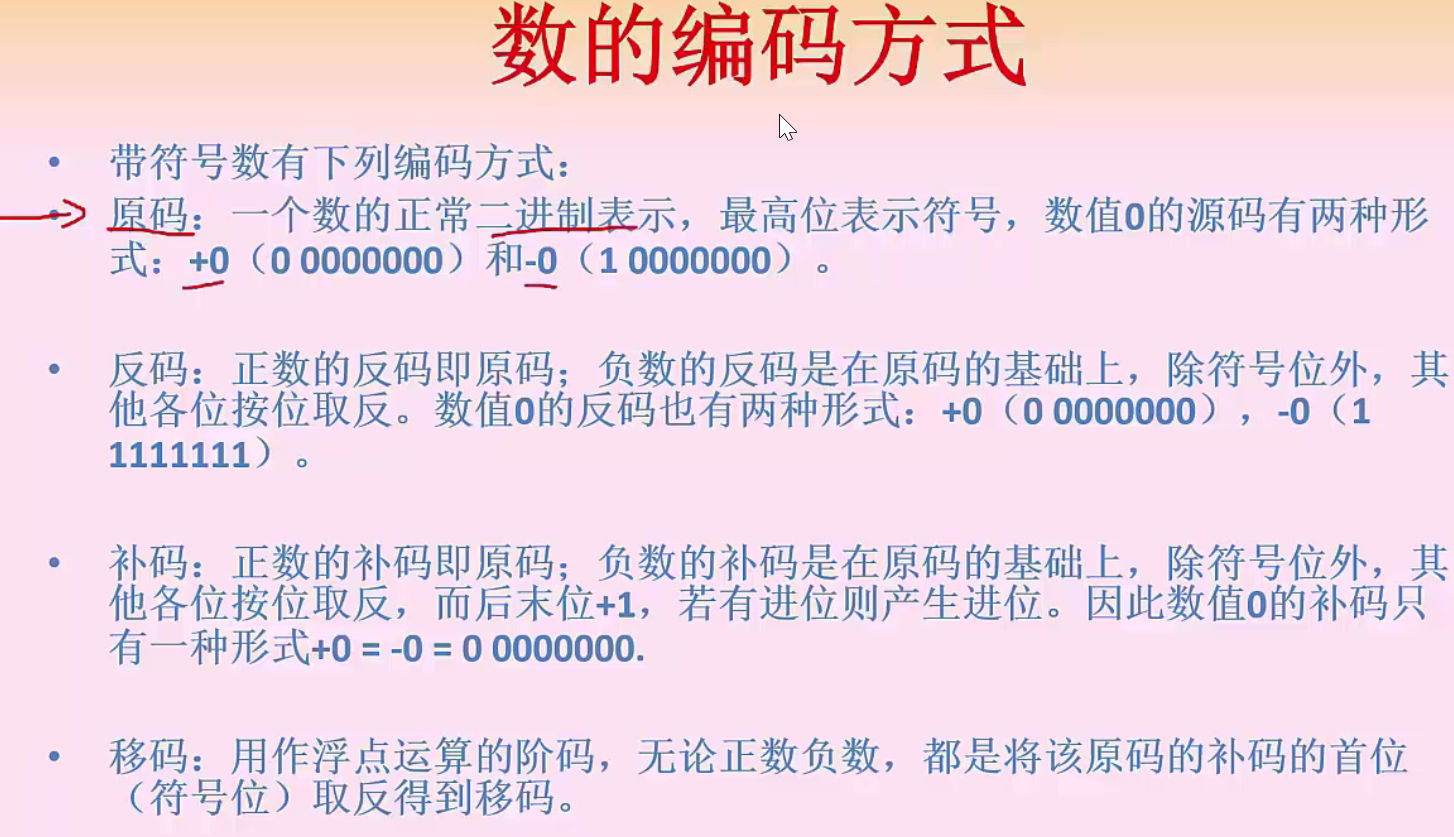 数的编码方式
• 带符号数有下列编码方式：
• 原码：一个数的正常二进制表示，最高位表示符号，数值0的源码有两种形
式：+0（0 0000000）和-0（1 0000000）。
• 反码：正数的反码即原码；负数的反码是在原码的基础上，除符号位外，其
他各位按位取反。数值0的反码也有两种形式：+0（0 0000000），-0（1
1111111）。
• 补码：正数的补码即原码；负数的补码是在原码的基础上，除符号位外，其
他各位按位取反，而后末位+1，若有进位则产生进位。因此数值0的补码只
有一种形式+0 = -0 = 0 0000000.
• 移码：用作浮点运算的阶码，无论正数负数，都是将该原码的补码的首位
（符号位）取反得到移码。